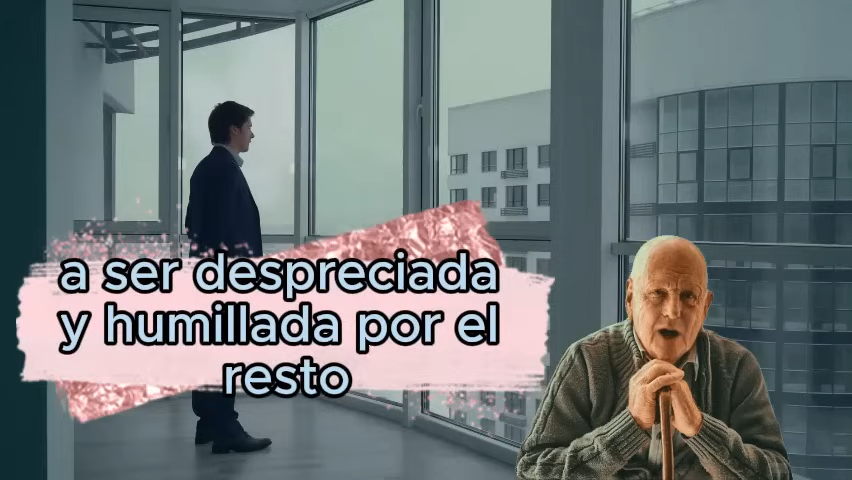 a ser despreciada
y humillada por el
resto